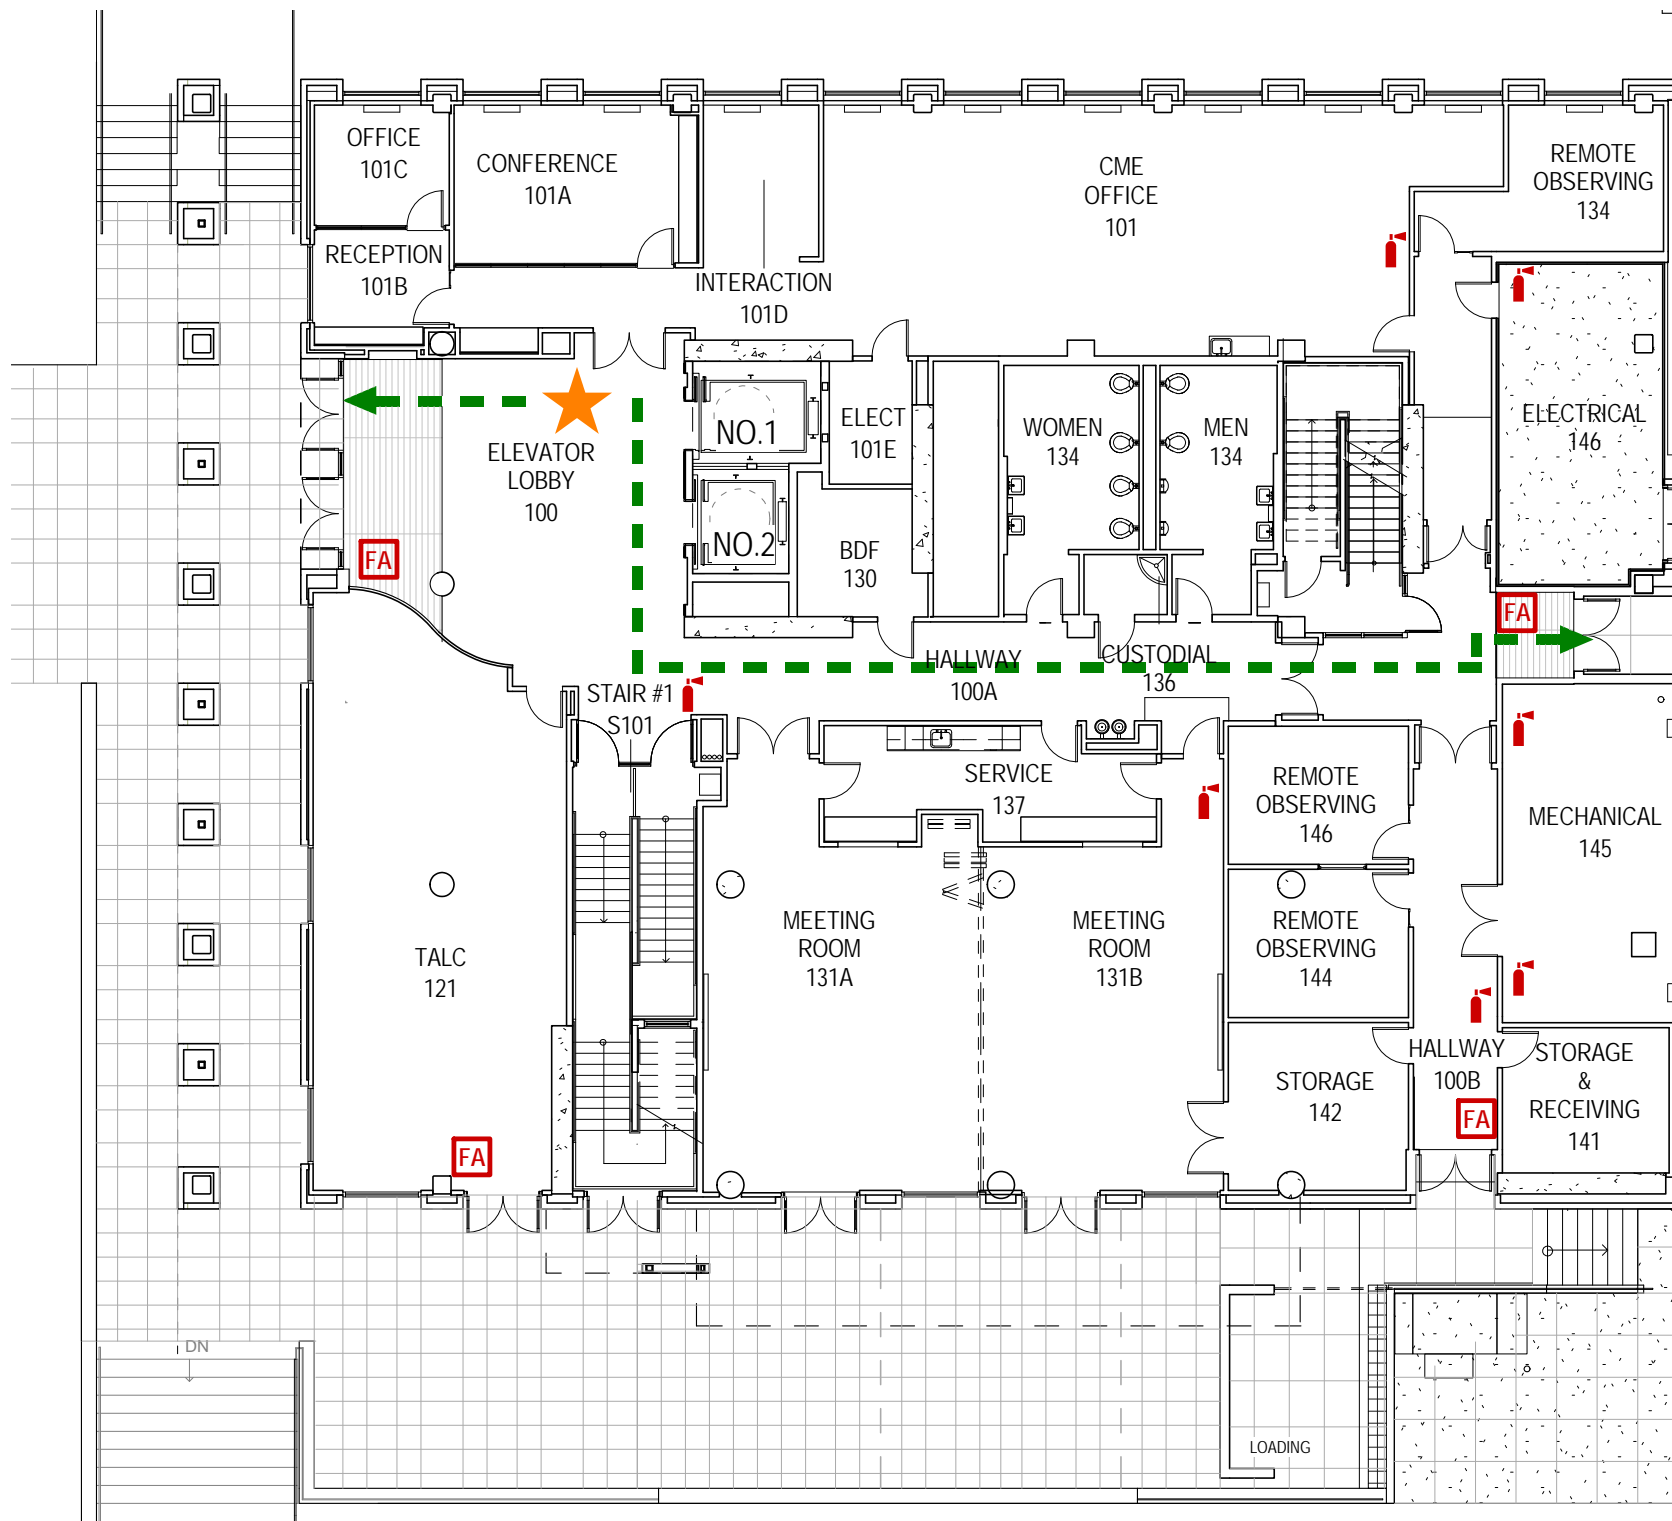 OFFICE
101C
CONFERENCE
101A
CME
OFFICE
101
REMOTE
OBSERVING
134
RECEPTION
101B
INTERACTION
101D
ELEVATOR
LOBBY
100
NO.1
ELECT
101E
WOMEN
134
MEN
134
ELECTRICAL
146
NO.2
BDF
130
FA
FA
HALLWAY
100A
CUSTODIAL
136
STAIR #1
S101
SERVICE
137
REMOTE
OBSERVING
146
MECHANICAL
145
TALC
121
MEETING
ROOM
131A
MEETING
ROOM
131B
REMOTE
OBSERVING
144
STORAGE
142
HALLWAY
100B
STORAGE
&
RECEIVING
141
FA
FA
DN
LOADING